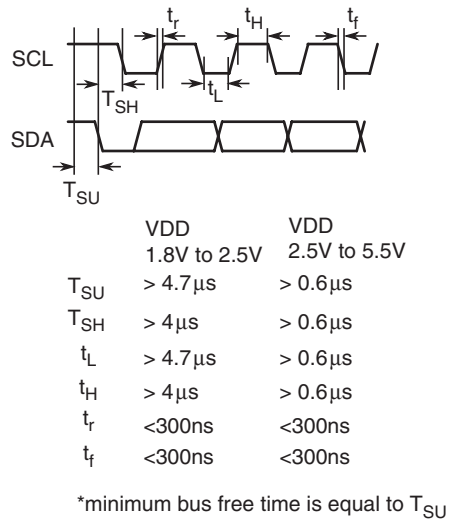 t_r t_H t_f
SCL
T_SH t_L
SDA
T_SU
VDD VDD
1.8V to 2.5V 2.5V to 5.5V
T_SU > 4.7µs > 0.6µs
T_SH > 4µs > 0.6µs
t_L > 4.7µs > 0.6µs
t_H > 4µs > 0.6µs
t_r <300ns <300ns
t_f <300ns <300ns
*minimum bus free time is equal to T_SU